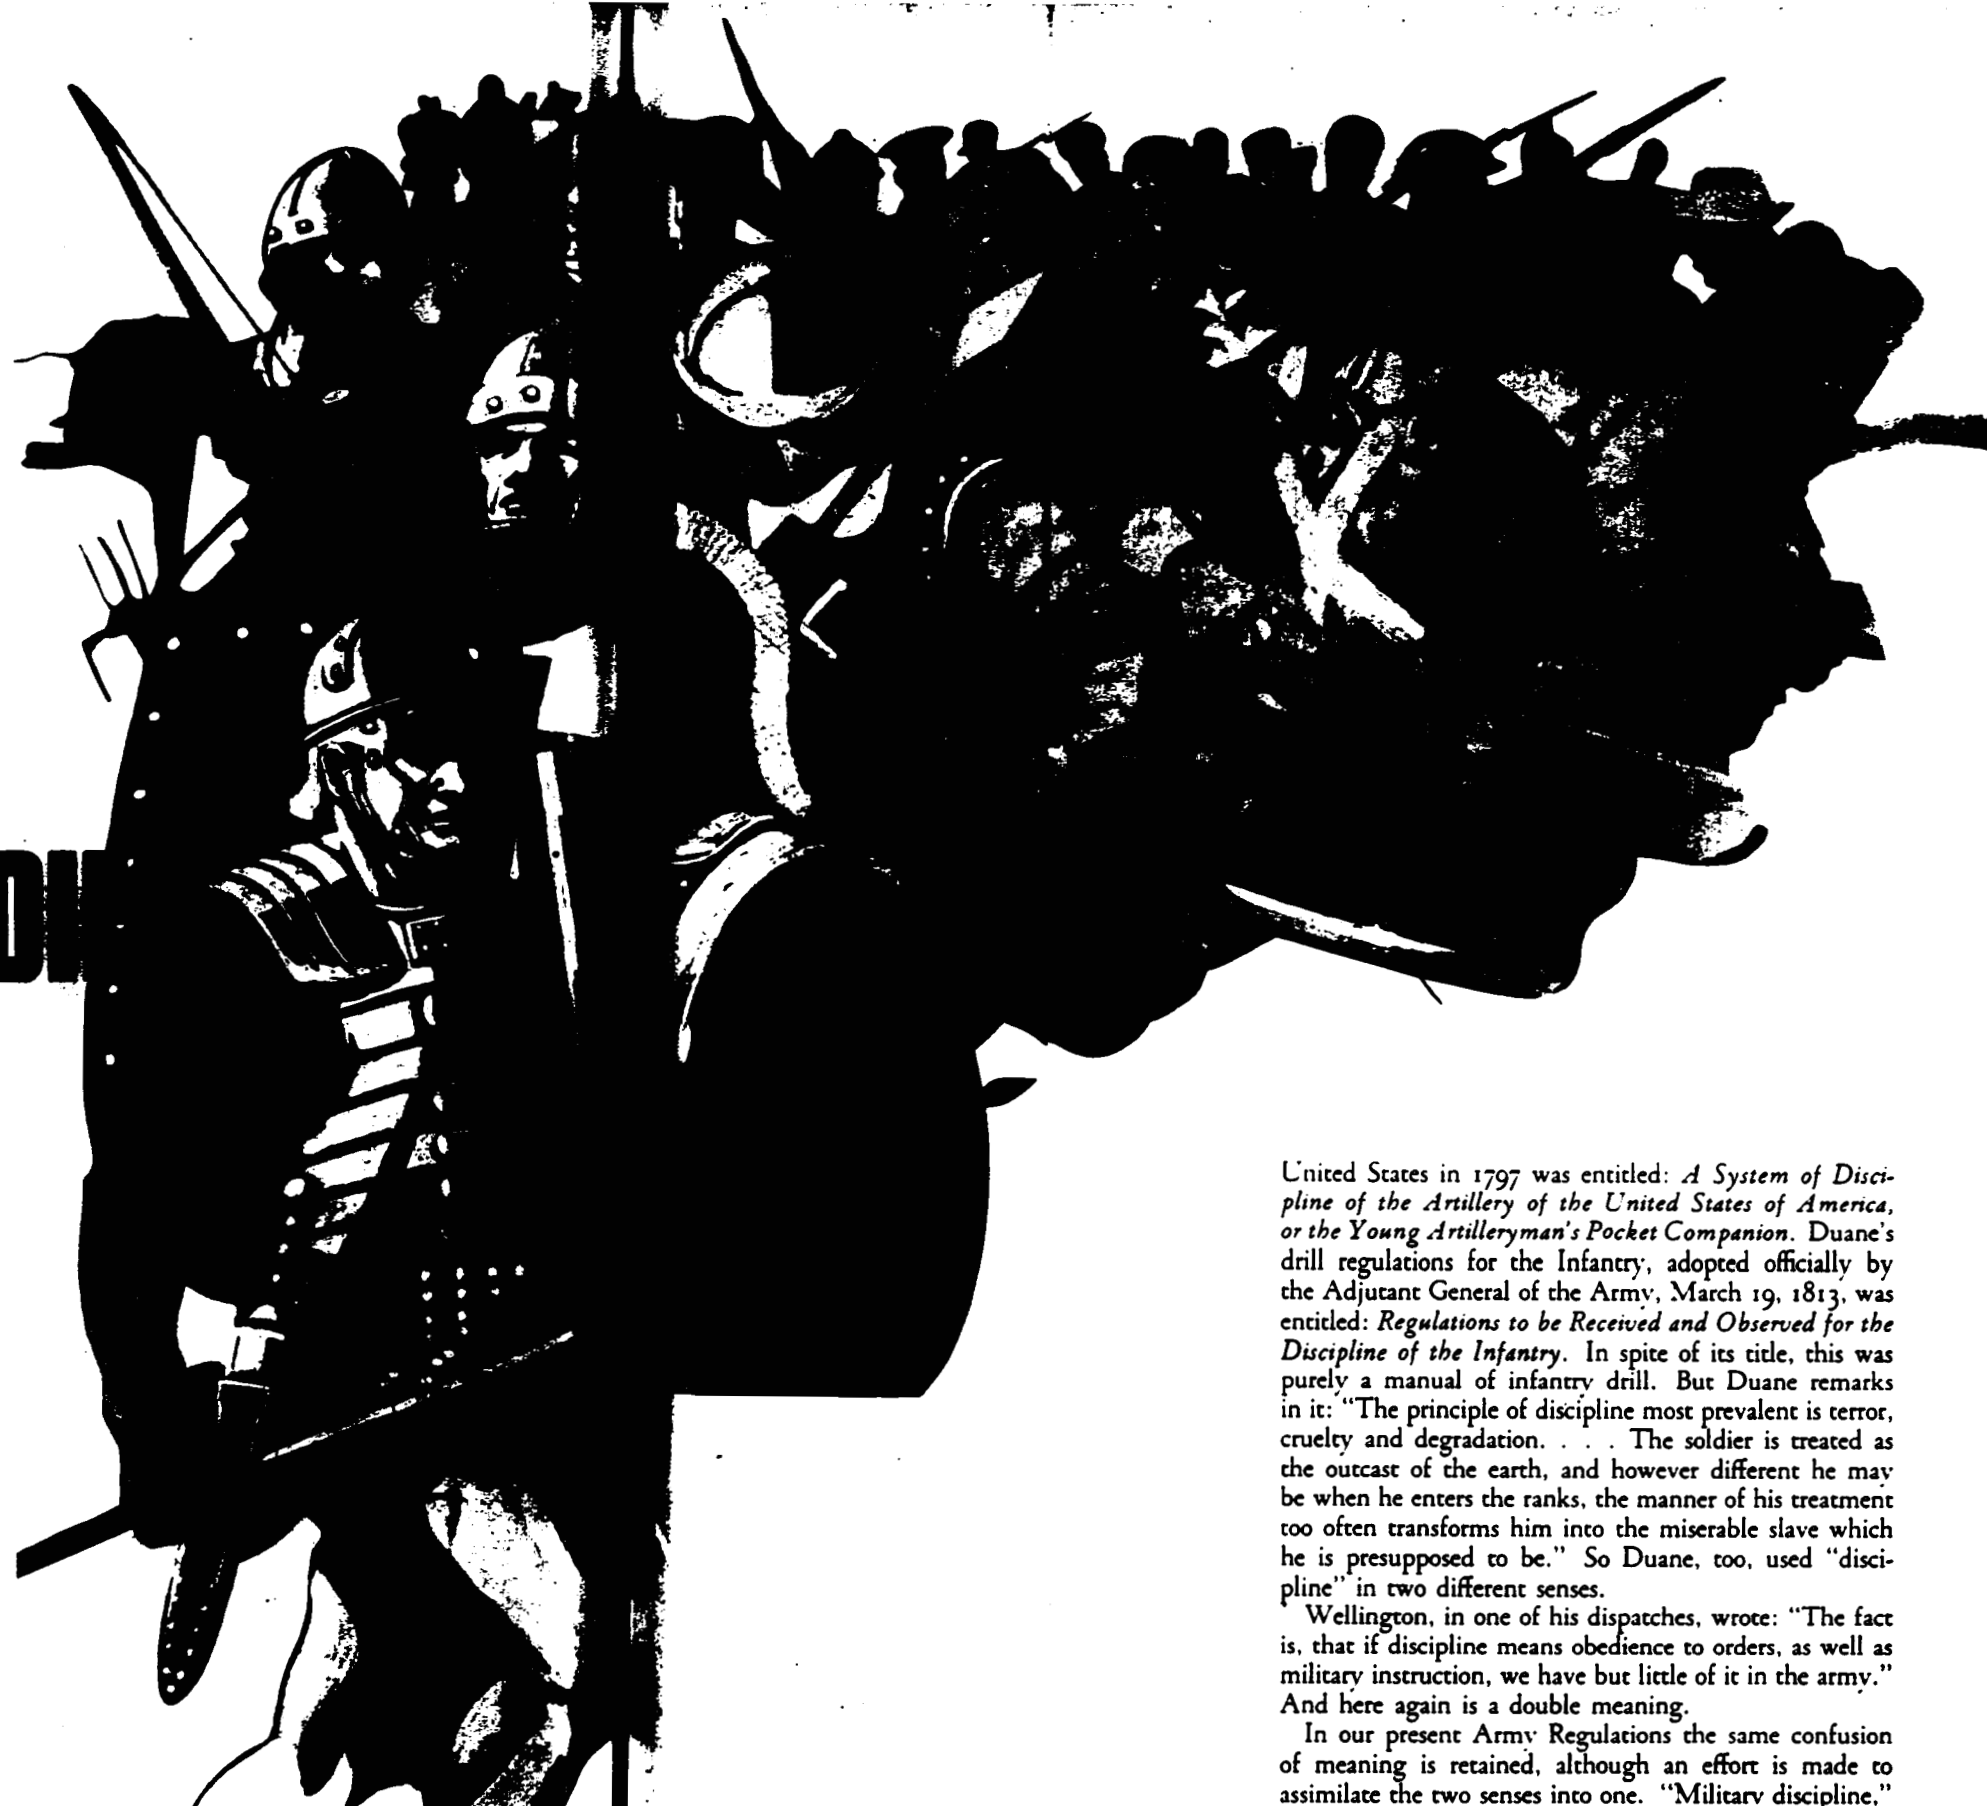 DI
United States in 1797 was entitled: A System of Disci-
pline of the Artillery of the United States of America,
or the Young Artilleryman's Pocket Companion. Duane's
drill regulations for the Infantry, adopted officially by
the Adjutant General of the Army, March 19, 1813, was
entitled: Regulations to be Received and Observed for the
Discipline of the Infantry. In spite of its title, this was
purely a manual of infantry drill. But Duane remarks
in it: “The principle of discipline most prevalent is terror,
cruelty and degradation. . . . The soldier is treated as
the outcast of the earth, and however different he may
be when he enters the ranks, the manner of his treatment
too often transforms him into the miserable slave which
he is presupposed to be.” So Duane, too, used “disci-
pline” in two different senses.
Wellington, in one of his dispatches, wrote: “The fact
is, that if discipline means obedience to orders, as well as
military instruction, we have but little of it in the army.”
And here again is a double meaning.
In our present Army Regulations the same confusion
of meaning is retained, although an effort is made to
assimilate the two senses into one. “Military discipline,”